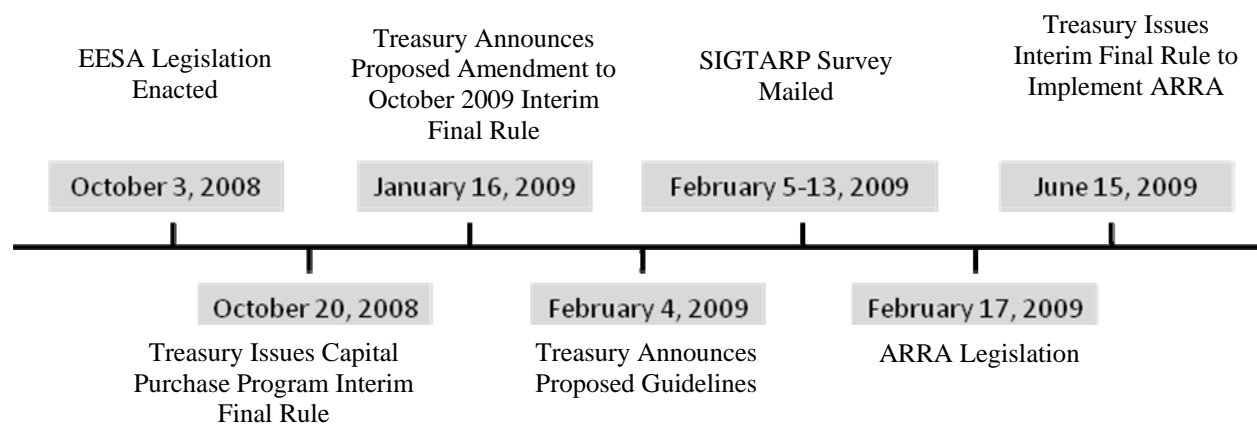 EESA Legislation
Enacted
October 3, 2008
Treasury Issues Capital
Purchase Program Interim
Final Rule
October 20, 2008
Treasury Announces
Proposed Amendment to
October 2009 Interim
Final Rule
January 16, 2009
February 4, 2009
Treasury Announces
Proposed Guidelines
SIGTARP Survey
Mailed
February 5-13, 2009
February 17, 2009
ARRA Legislation
Treasury Issues
Interim Final Rule to
Implement ARRA
June 15, 2009